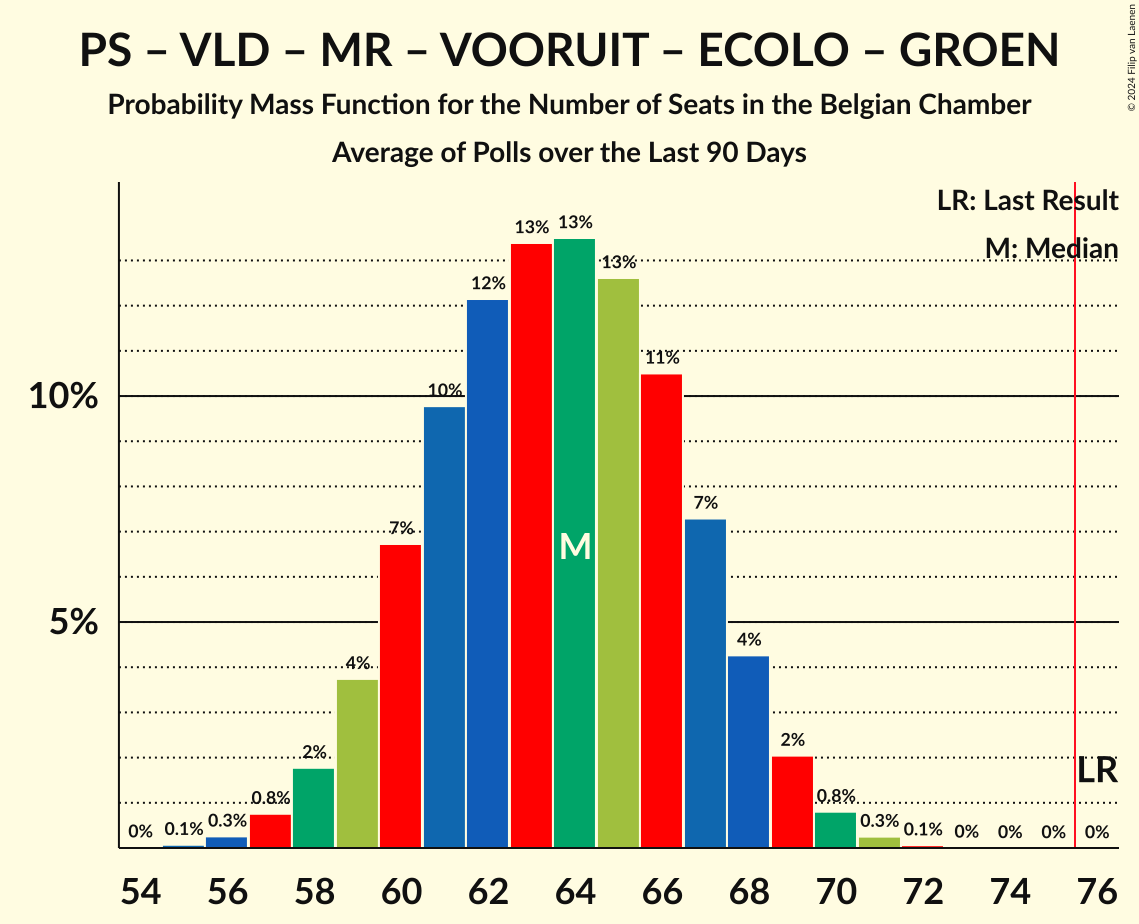 PS – VLD – MR – VOORUIT – ECOLO – GROEN
Probability Mass Function for the Number of Seats in the Belgian Chamber
Average of Polls over the Last 90 Days
© 2024 Filip van Laenen
LR: Last Result
M: Median
10%
5%
0%
0.1%
0.3%
0.8%
2%
4%
7%
10%
12%
13%
13%
13%
11%
7%
4%
2%
0.8%
0.3%
0.1%
0%
0%
0%
0%
M
LR
54 56 58 60 62 64 66 68 70 72 74 76